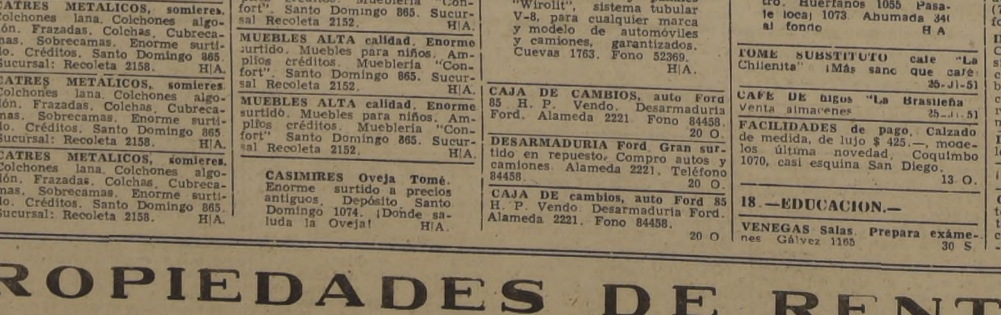 CATRES METALICOS, somieres.
Colchones lana, Colchones algo-
ón. Frazadas, Colchas, Cubreca-
mas. Sobrecamas. Enorme surti-
do. Créditos. Santo Domingo 865.
Sucursal: Recoleta 2158. H|A.
CATRES METALICOS, somieres.
Colchones lana, Colchones algo-
ón. Frazadas, Colchas, Cubreca-
mas. Sobrecamas. Enorme surti-
do. Créditos, Santo Domingo 865
Sucursal: Recoleta 2158. H|A.
CATRES METALICOS, somieres.
Colchones lana, Colchones algo-
ón. Frazadas, Colchas, Cubreca-
mas. Sobrecamas. Enorme surti-
do. Créditos, Santo Domingo 865.
Sucursal: Recoleta 2158. H|A.
fort". Santo Domingo 865. Sucur-
sal Recoleta 2152. H|A.
MUEBLES ALTA calidad. Enorme
surtido. Muebles para niños. Am-
plios créditos. Mueblería "Con-
fort". Santo Domingo 865. Sucur-
sal Recoleta 2152. H|A.
MUEBLES ALTA calidad. Enorme
surtido. Muebles para niños. Am-
plios créditos. Mueblería "Con-
fort". Santo Domingo 865. Sucur-
sal Recoleta 2152. H|A.
CASIMIRES Oveja Tomé.
Enorme surtido a precios
antiguos. Depósito Santo
Domingo 1074. ¡Donde sa-
luda la Oveja! H|A.
"Wirolit", sistema tubular
V-8, para cualquier marca
y modelo de automóviles
y camiones, garantizados.
Cuevas 1763. Fono 52369.
H|A.
CAJA DE CAMBIOS, auto Ford
85 H. P. Vendo. Desarmaduria
Ford. Alameda 2221 Fono 84458.
20 O.
DESARMADURIA Ford. Gran sur-
tido en repuesto. Compro autos y
camiones. Alameda 2221. Teléfono
84458. 20 O.
CAJA DE cambios, auto Ford 85
H. P. Vendo. Desarmaduria Ford.
Alameda 2221. Fono 84458.
20 O
tro. Huérfanos 1055 Pasa-
je local 1073 Ahumada 34
al fondo H A
TOME SUBSTITUTO café "La
Chilenita" ¡Más sano que café
25-J1-51
CAFE DE higos "La Brasileña
Venta almacenes 25-J1-51
FACILIDADES de pago. Calzado
de medida, de lujo $ 425.—, mode-
los última novedad. Coquimbo
1070, casi esquina San Diego.
13 O.
18.—EDUCACION.—
VENEGAS Salas. Prepara exáme-
nes Gálvez 1165 30 S.
ROPIEDADES DE RENT